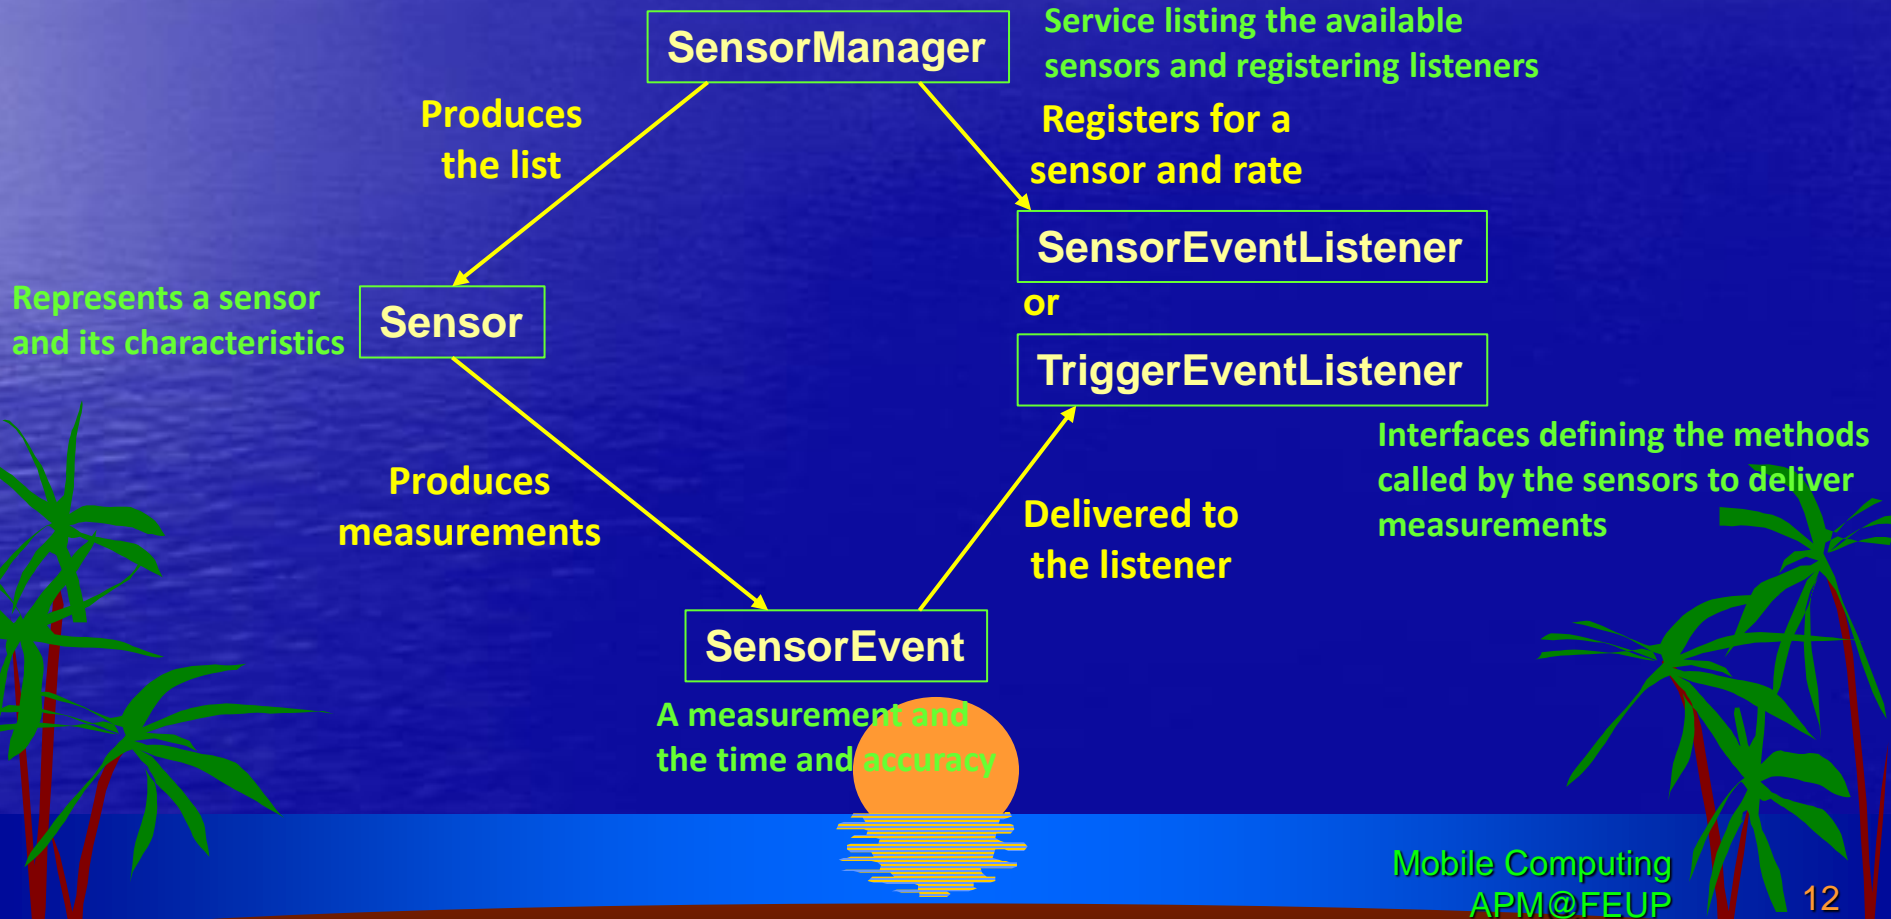 SensorManager
Service listing the available
sensors and registering listeners
Produces
the list
Registers for a
sensor and rate
SensorEventListener
or
TriggerEventListener
Represents a sensor
and its characteristics
Sensor
Interfaces defining the methods
called by the sensors to deliver
measurements
Produces
measurements
Delivered to
the listener
SensorEvent
A measurement and
the time and accuracy
Mobile Computing
APM@FEUP
12